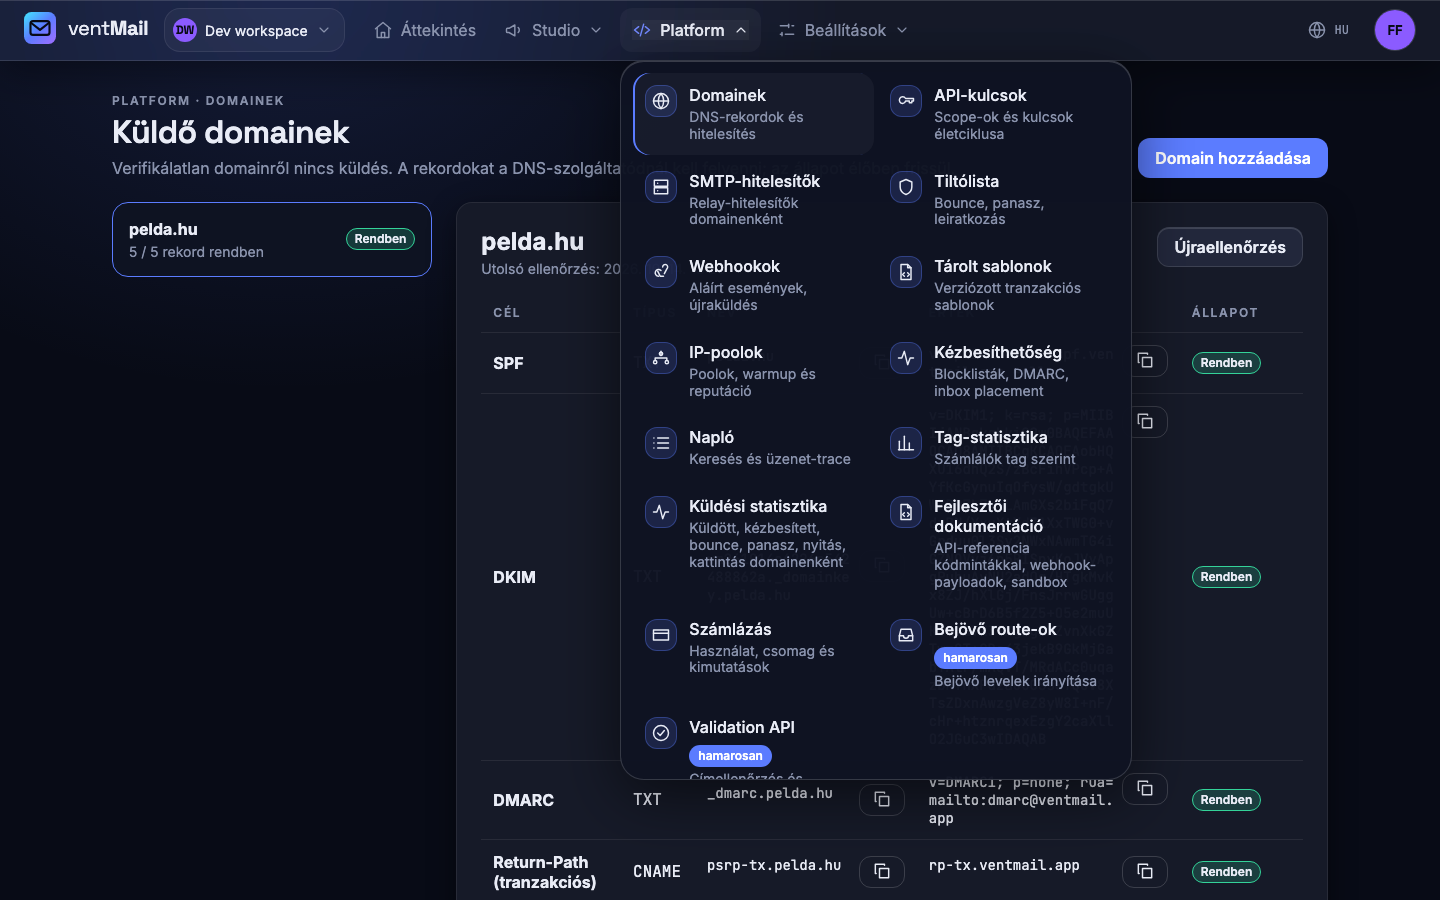 ventMail
DW Dev workspace
Áttekintés
Studio
Platform
Beállítások
HU
FF
PLATFORM · DOMAINEK
Küldő domainek
Verifikálatlan domainről nincs küldés. A rekordokat a DNS-szolgálta
Domain hozzáadása
pelda.hu
5 / 5 rekord rendben
Rendben
pelda.hu
Utolsó ellenőrzés: 20
Újraellenőrzés
CÉL
ÁLLAPOT
SPF
Rendben
DKIM
Rendben
DMARC
TXT
_dmarc.pelda.hu
v=DMARC1; p=none; rua=
mailto:dmarc@ventmail.
app
Rendben
Return-Path
(tranzakciós)
CNAME
psrp-tx.pelda.hu
rp-tx.ventmail.app
Rendben
Domainek
DNS-rekordok és
hitelesítés
API-kulcsok
Scope-ok és kulcsok
életciklusa
SMTP-hitelesítők
Relay-hitelesítők
domainenként
Tiltólista
Bounce, panasz,
leiratkozás
Webhookok
Aláírt események,
újraküldés
Tárolt sablonok
Verziózott tranzakciós
sablonok
IP-poolok
Poolok, warmup és
reputáció
Kézbesíthetőség
Blocklisták, DMARC,
inbox placement
Napló
Keresés és üzenet-trace
Tag-statisztika
Számlálók tag szerint
Küldési statisztika
Küldött, kézbesített,
bounce, panasz, nyitás,
kattintás domainenként
Fejlesztői
dokumentáció
API-referencia
kódmintákkal, webhook-
payloadok, sandbox
Számlázás
Használat, csomag és
kimutatások
Bejövő route-ok
hamarosan
Bejövő levelek irányítása
Validation API
hamarosan
Címellenőrzés és